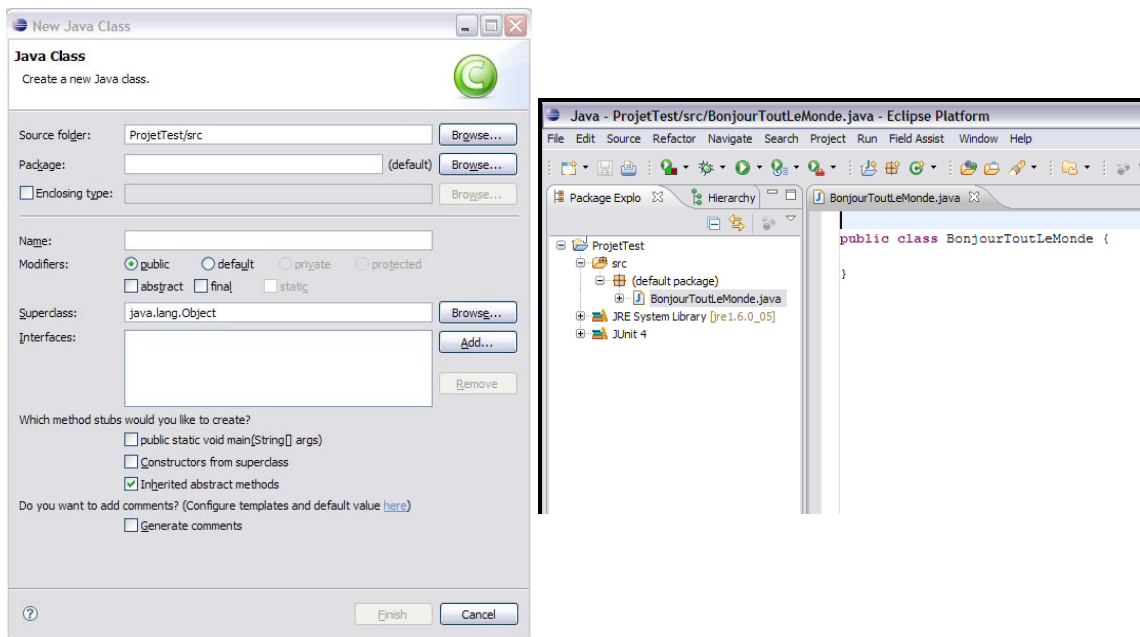 New Java Class
Java Class
Create a new Java class.
Source folder: ProjetTest/src Browse...
Package: (default) Browse...
Enclosing type: Browse...
Name:
Modifiers: public default private protected
abstract final static
Superclass: java.lang.Object Browse...
Interfaces: Add...
Remove
Which method stubs would you like to create?
public static void main(String[] args)
Constructors from superclass
Inherited abstract methods
Do you want to add comments? (Configure templates and default value here)
Generate comments
? Finish Cancel
Java - ProjetTest/src/BonjourToutLeMonde.java - Eclipse Platform
File Edit Source Refactor Navigate Search Project Run Field Assist Window Help
Package Explo Hierarchy BonjourToutLeMonde.java
ProjetTest
src
(default package)
BonjourToutLeMonde.java
JRE System Library [jre1.6.0_05]
JUnit 4
public class BonjourToutLeMonde {
}